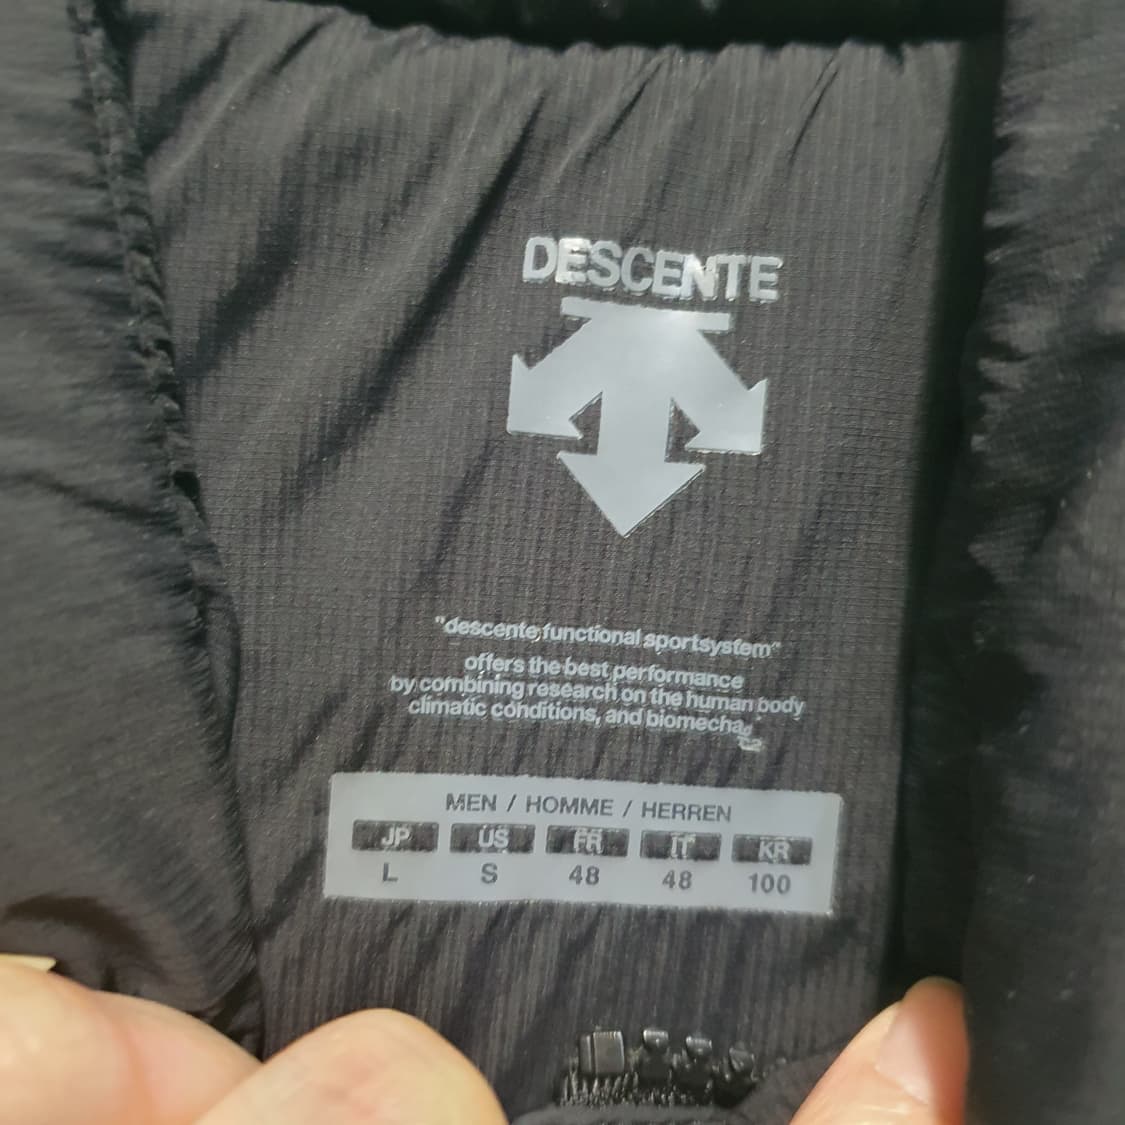 DESCENTE
"descente functional sportsystem"
offers the best performance
by combining research on the human body
climatic conditions, and
MEN / HOMME / HERREN
JP US FR IT KR
L S 48 48 100